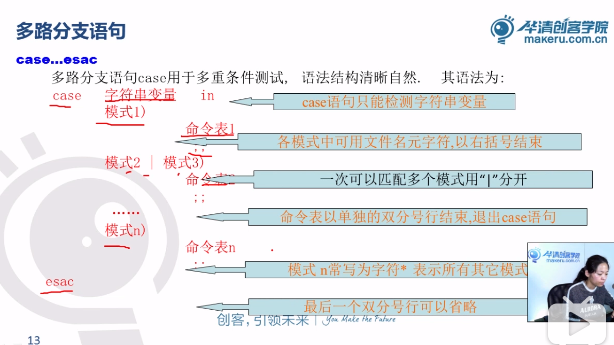 多路分支语句
华清创客学院
makeru.com.cn
case...esac
多路分支语句case用于多重条件测试, 语法结构清晰自然. 其语法为:
case 字符串变量 in
case语句只能检测字符串变量
模式1)
命令表1
各模式中可用文件名元字符,以右括号结束
;;
模式2 | 模式3)
一次可以匹配多个模式用“|”分开
;;
……
命令表以单独的双分号行结束,退出case语句
模式n)
命令表n
;;
模式 n常写为字符* 表示所有其它模式
esac
最后一个双分号行可以省略
创客,引领未来 | You Make the Future
13
华清创客学院